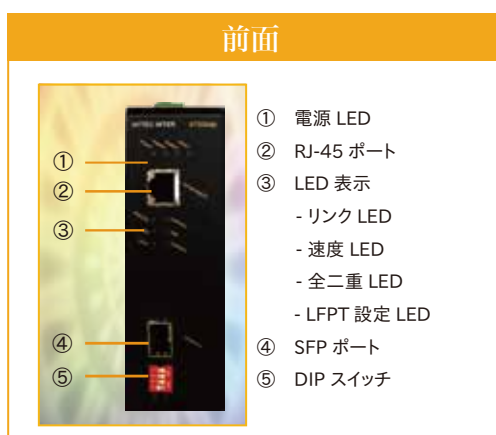 前面
① 電源 LED
② RJ-45 ポート
③ LED 表示
- リンク LED
- 速度 LED
- 全二重 LED
- LFPT 設定 LED
④ SFP ポート
⑤ DIP スイッチ
①
②
③
④
⑤